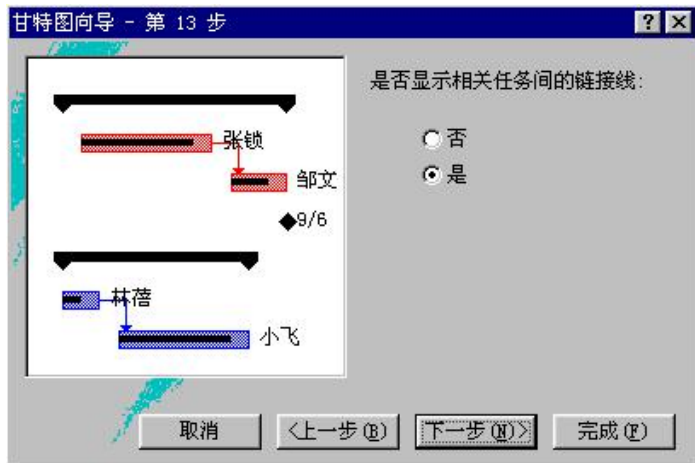 甘特图向导 - 第 13 步
是否显示相关任务间的链接线:
否
是
张锁
邹文
9/6
林蓓
小飞
取消
<上一步(B)
下一步(N)>
完成(F)